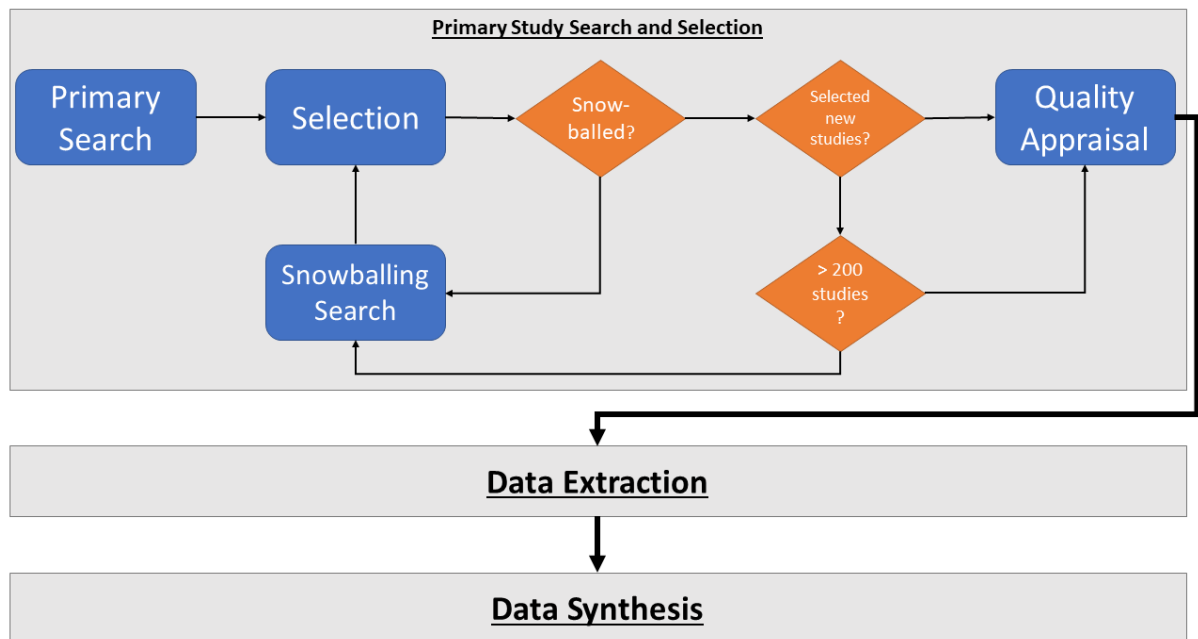 Primary Study Search and Selection
Primary
Search
Selection
Snow-
balled?
Selected
new
studies?
Quality
Appraisal
Snowballing
Search
> 200
studies
?
Data Extraction
Data Synthesis